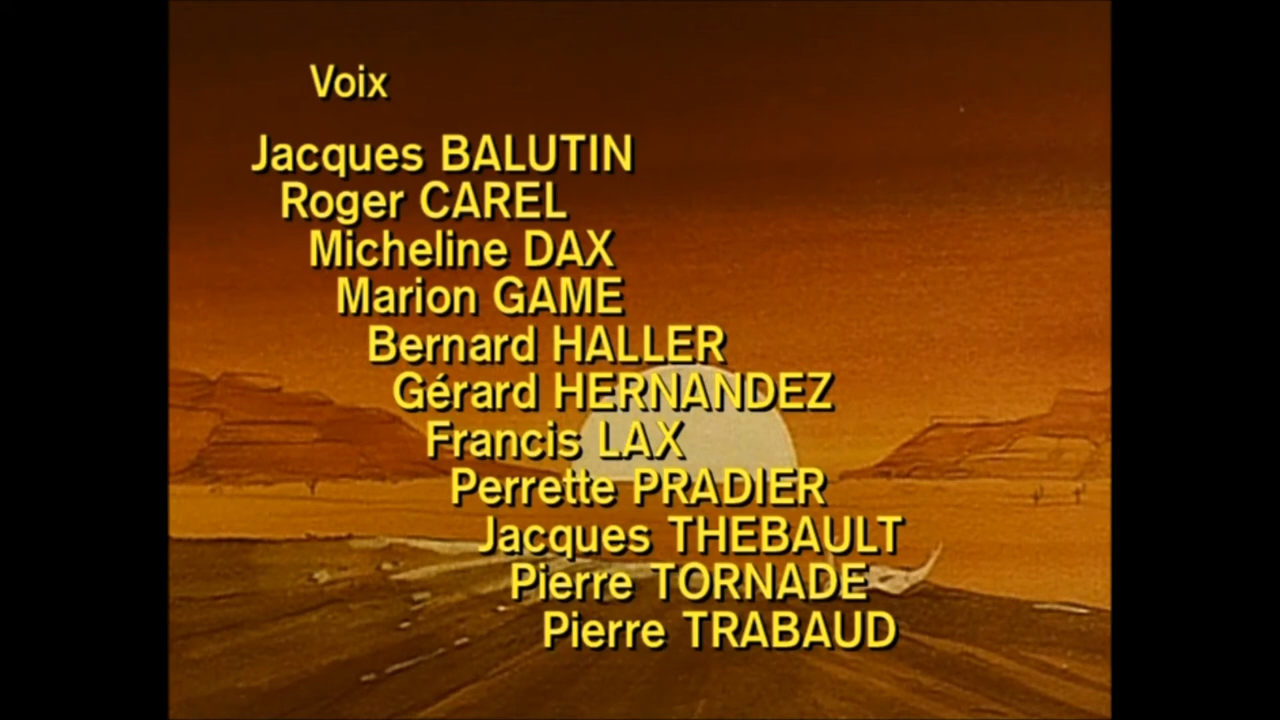 Voix
Jacques BALUTIN
Roger CAREL
Micheline DAX
Marion GAME
Bernard HALLER
Gérard HERNANDEZ
Francis LAX
Perrette PRADIER
Jacques THEBAULT
Pierre TORNADE
Pierre TRABAUD